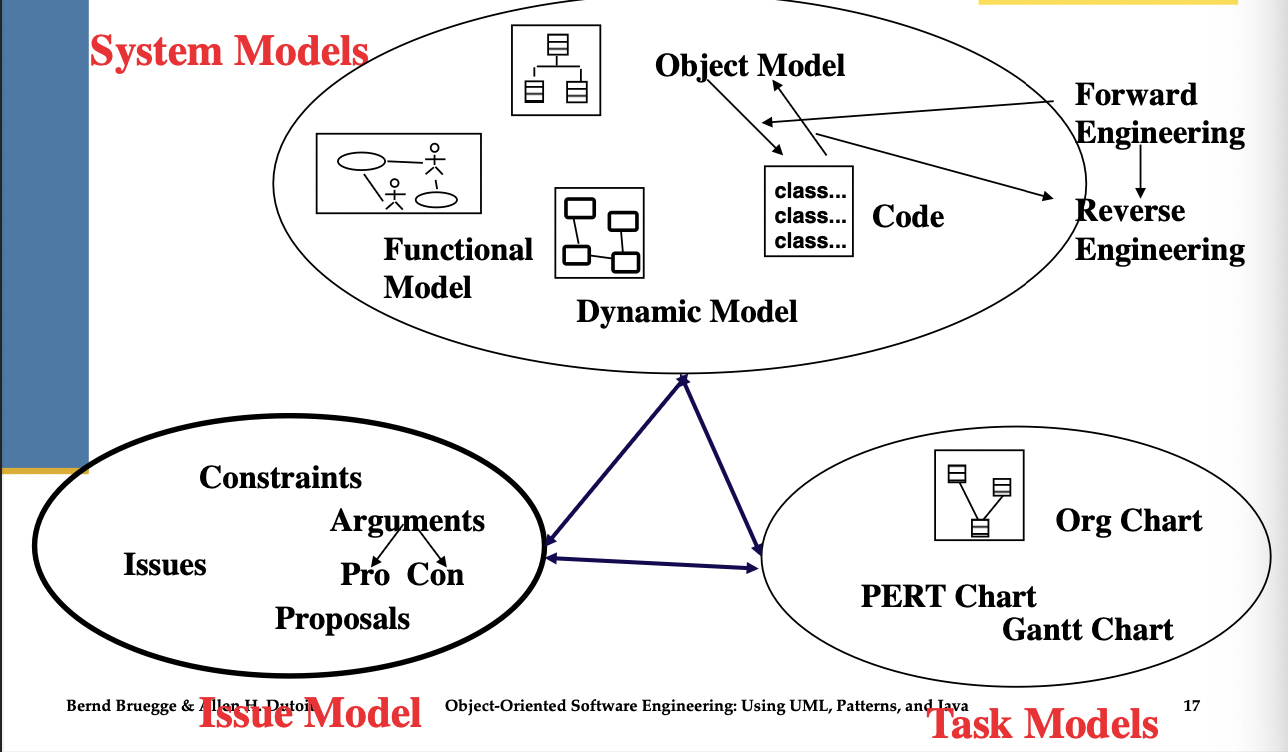 System Models
Object Model
Forward
Engineering
class...
class...
class...
Code
Reverse
Engineering
Functional
Model
Dynamic Model
Constraints
Arguments
Issues
Pro Con
Proposals
Org Chart
PERT Chart
Gantt Chart
Bernd Bruegge & Allen H. Dutoit
Issue Model
Object-Oriented Software Engineering: Using UML, Patterns, and Java
Task Models
17